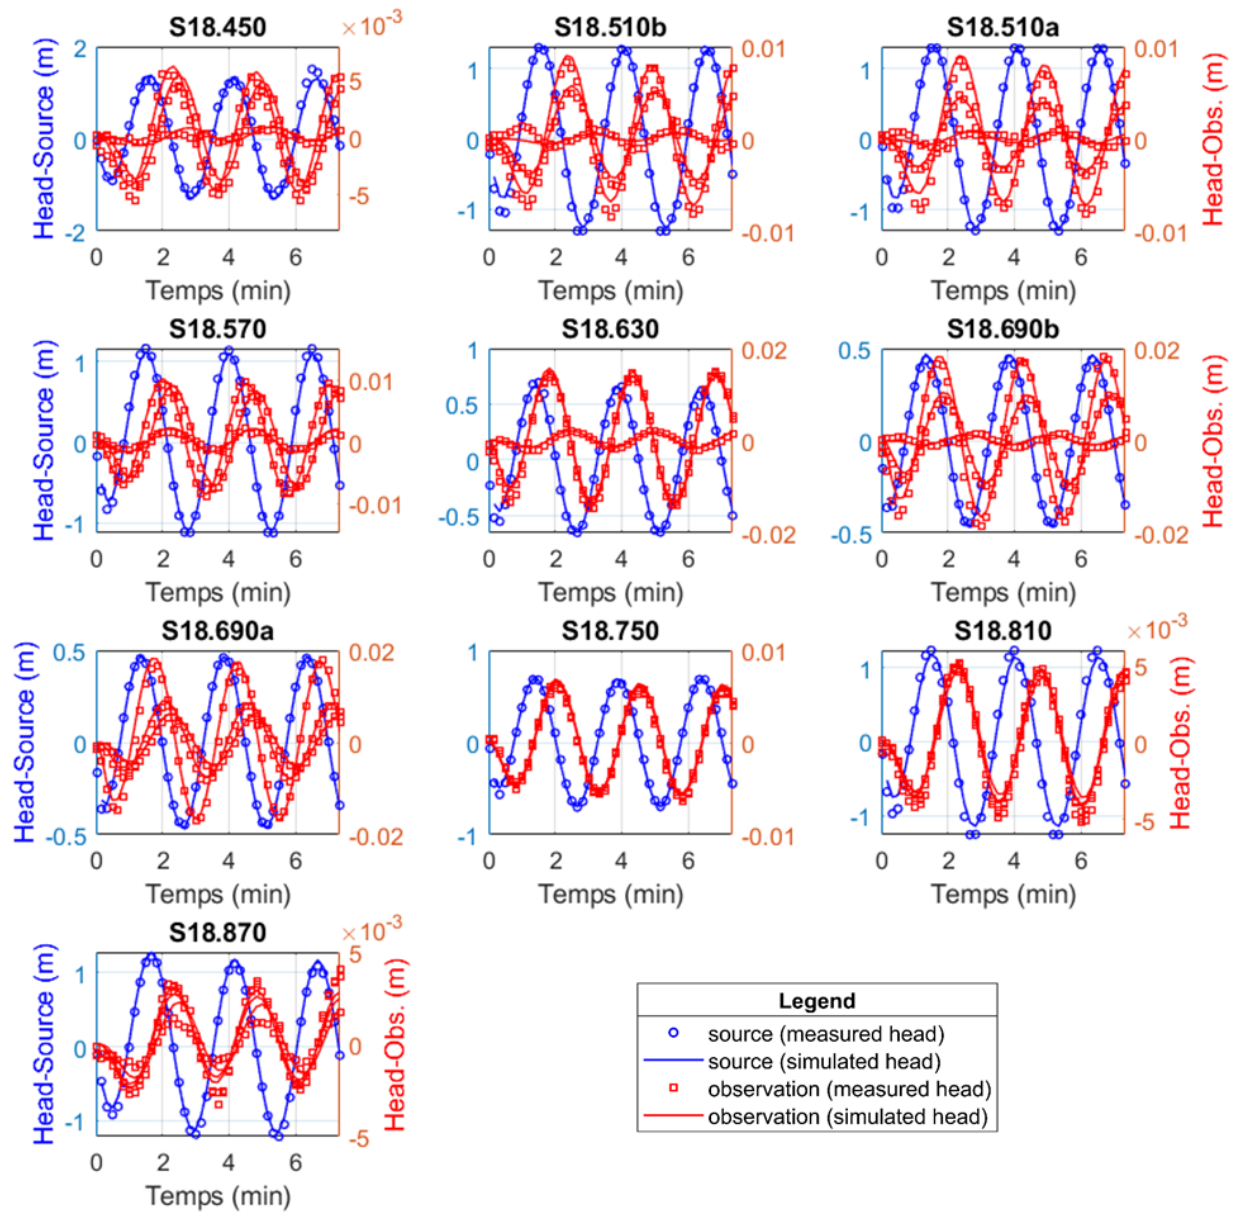 S18.450 S18.510b S18.510a
×10⁻³
Head-Source (m) 2 0 -2 5 0 -5
1 0 -1 0.01 0 -0.01
1 0 -1 0.01 0 -0.01 Head-Obs. (m)
0 2 4 6 0 2 4 6 0 2 4 6
Temps (min) Temps (min) Temps (min)
S18.570 S18.630 S18.690b
Head-Source (m) 1 0 -1 0.01 0 -0.01
1 0.5 0 -0.5 0.02 0 -0.02
0.5 0 -0.5 0.02 0 -0.02 Head-Obs. (m)
0 2 4 6 0 2 4 6 0 2 4 6
Temps (min) Temps (min) Temps (min)
S18.690a S18.750 S18.810
×10⁻³
Head-Source (m) 0.5 0 -0.5 0.02 0 -0.02
1 0 -1 0.01 0 -0.01
1 0 -1 5 0 -5 Head-Obs. (m)
0 2 4 6 0 2 4 6 0 2 4 6
Temps (min) Temps (min) Temps (min)
S18.870
×10⁻³
Head-Source (m) 1 0 -1 5 0 -5 Head-Obs. (m)
0 2 4 6
Temps (min)
Legend
source (measured head)
source (simulated head)
observation (measured head)
observation (simulated head)